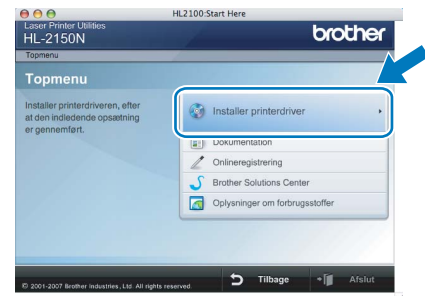 HL2100:Start Here
Laser Printer Utilities
HL-2150N
brother
Topmenu
Topmenu
Installer printerdriveren, efter
at den indledende opsætning
er gennemført.
Installer printerdriver
Dokumentation
Onlineregistrering
Brother Solutions Center
Oplysninger om forbrugsstoffer
© 2001-2007 Brother Industries, Ltd. All rights reserved.
Tilbage
Afslut